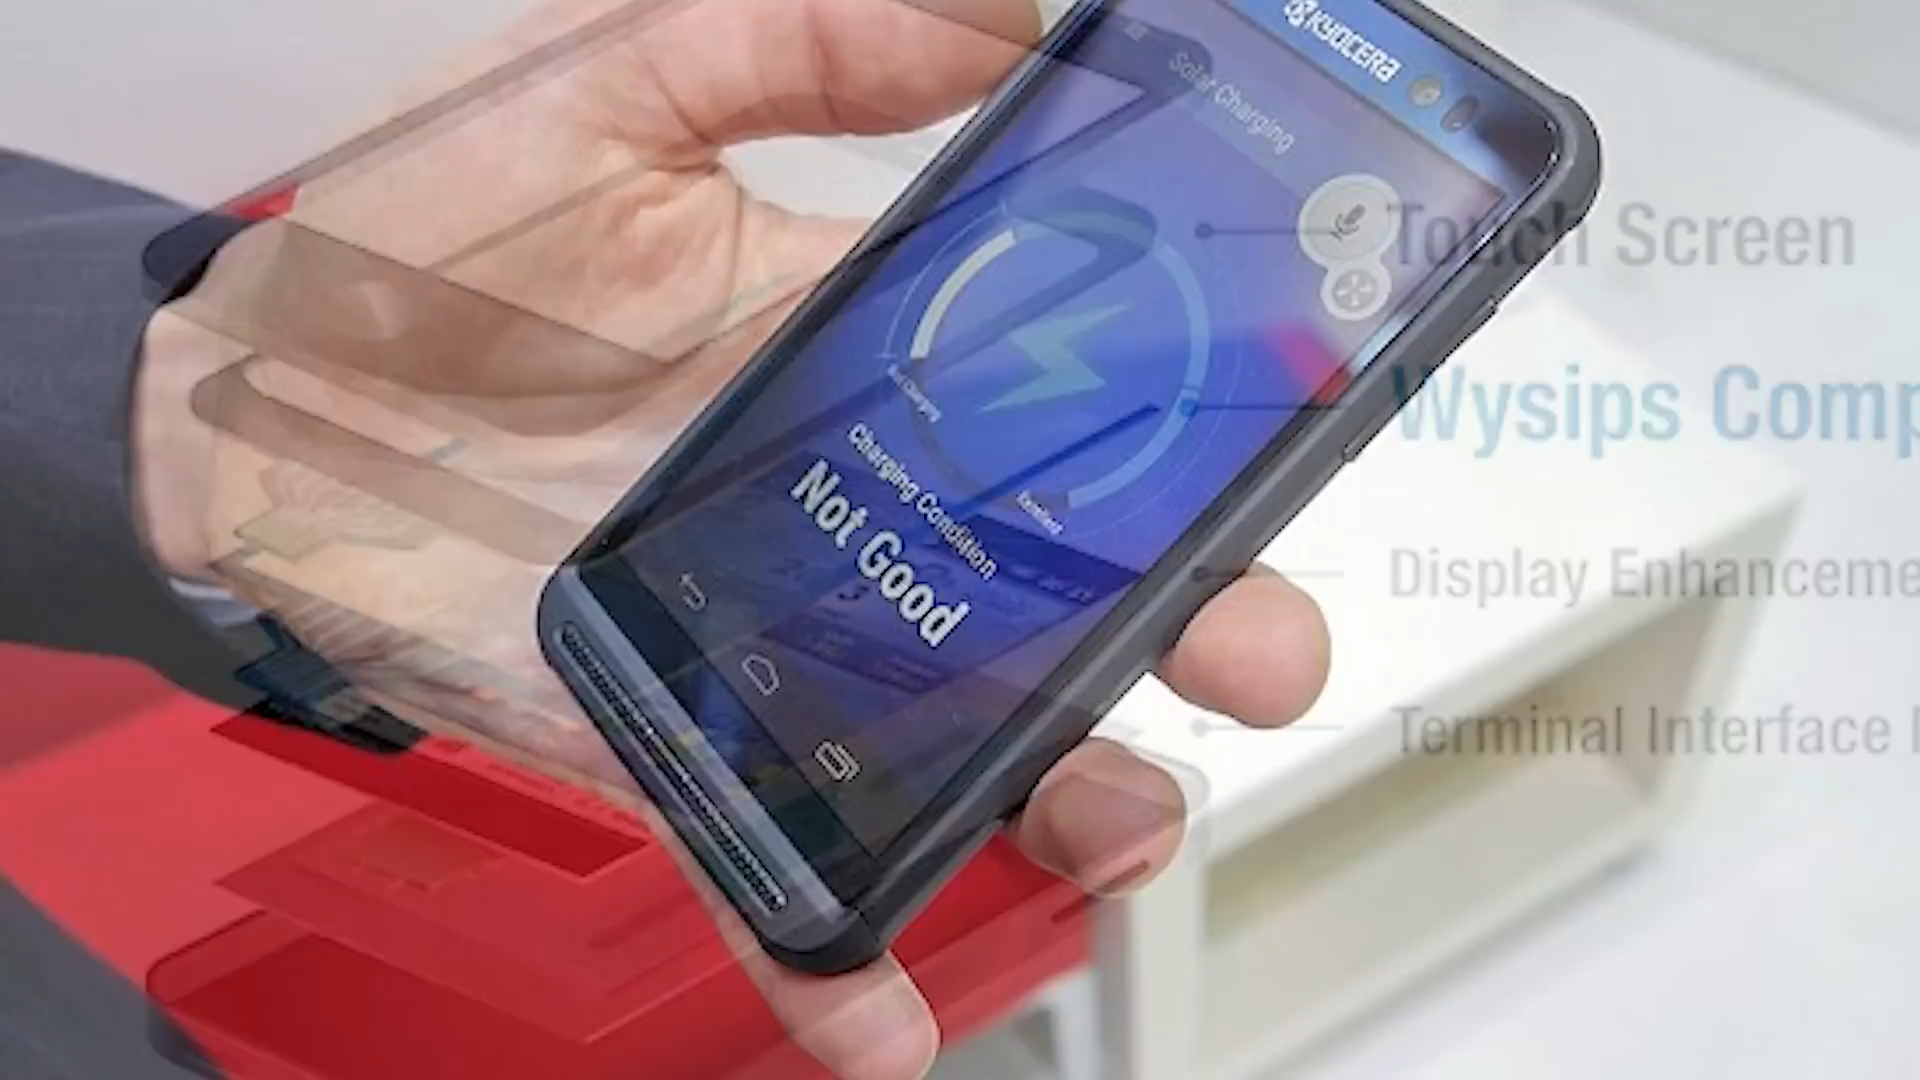 KYOCERA
Solar Charging
Touch Screen
Wysips Comp
Charging Condition
Not Good
Display Enhanceme
Terminal Interface